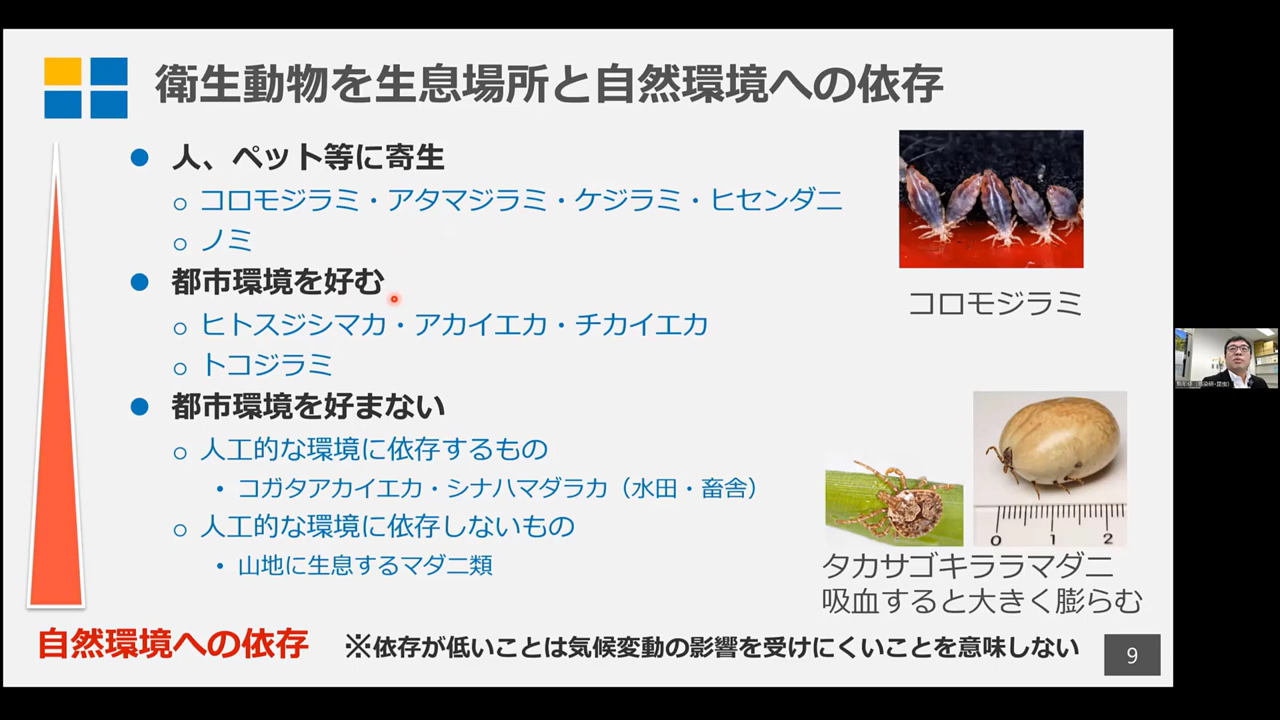 衛生動物を生息場所と自然環境への依存
● 人、ペット等に寄生
○ コロモジラミ・アタマジラミ・ケジラミ・ヒゼンダニ
○ ノミ
● 都市環境を好む
○ ヒトスジシマカ・アカイエカ・チカイエカ
○ トコジラミ
● 都市環境を好まない
○ 人工的な環境に依存するもの
• コガタアカイエカ・シナハマダラカ（水田・畜舎）
○ 人工的な環境に依存しないもの
• 山地に生息するマダニ類
コロモジラミ
0 1 2
タカサゴキララマダニ
吸血すると大きく膨らむ
自然環境への依存
※依存が低いことは気候変動の影響を受けにくいことを意味しない
9